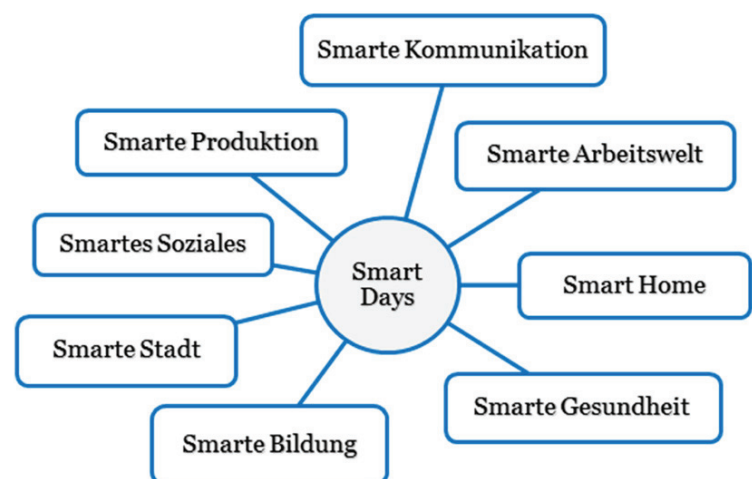 Smarte Kommunikation
Smarte Produktion
Smarte Arbeitswelt
Smartes Soziales
Smart
Days
Smart Home
Smarte Stadt
Smarte Gesundheit
Smarte Bildung